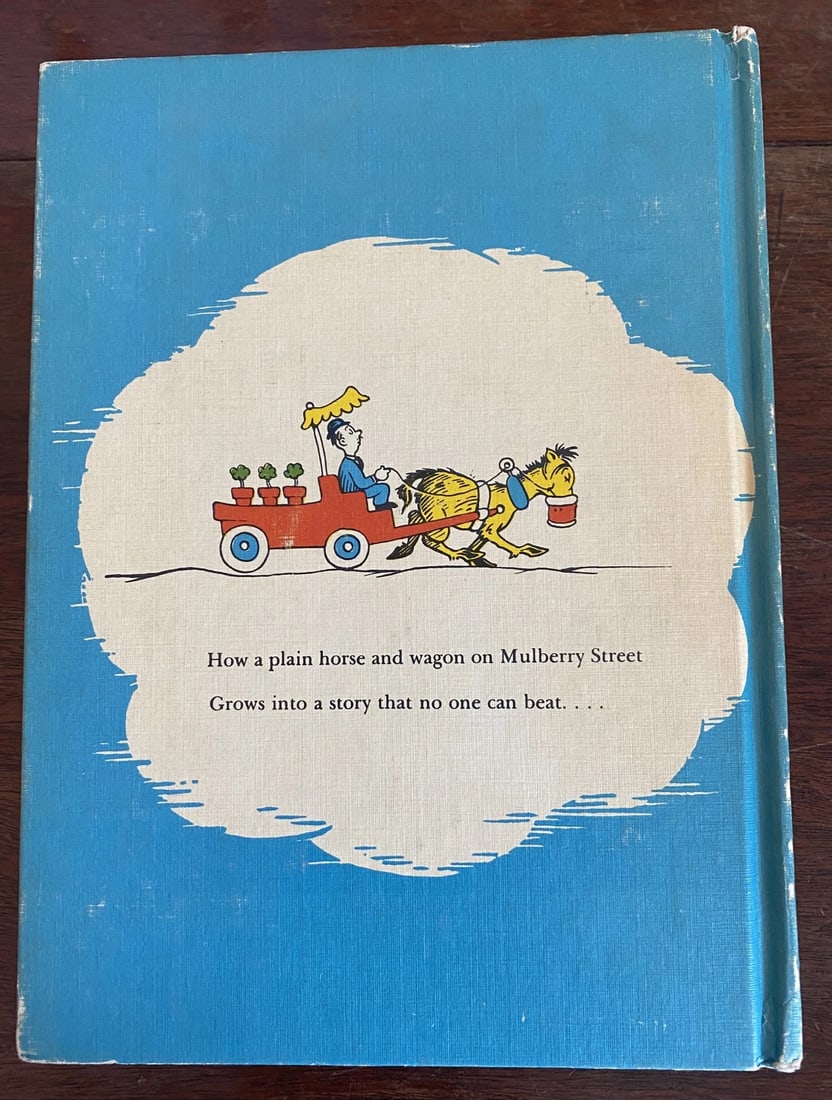 How a plain horse and wagon on Mulberry Street
Grows into a story that no one can beat. . . .